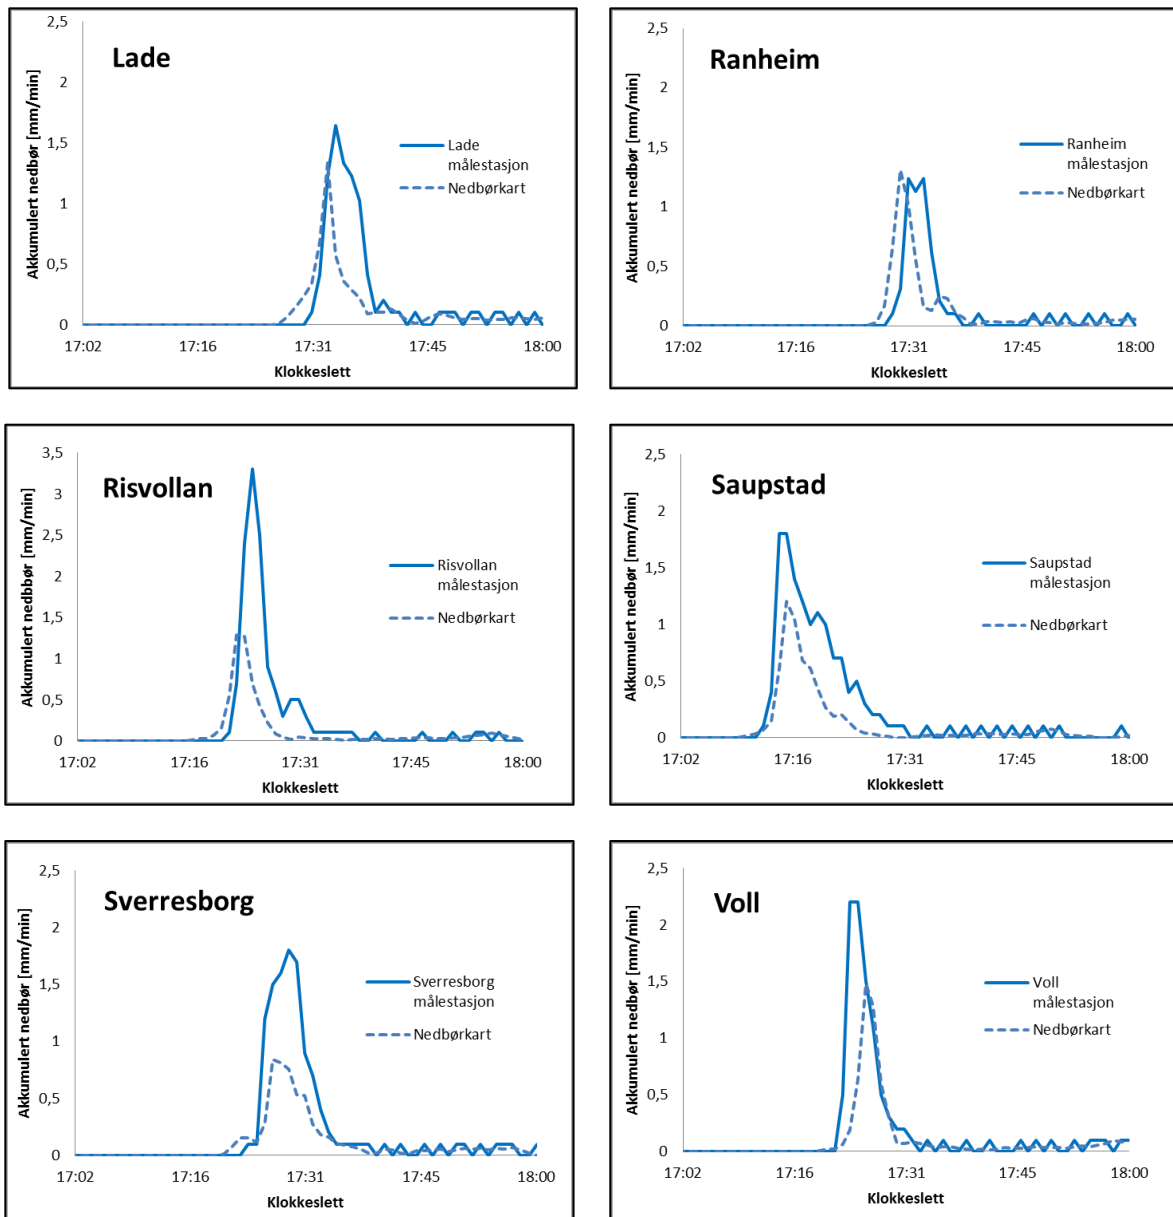 Lade
Akkumulert nedbør [mm/min]
2,5
2
1,5
1
0,5
0
17:02 17:16 17:31 17:45 18:00
Klokkeslett
Lade
målestasjon
Nedbørkart
Ranheim
Akkumulert nedbør [mm/min]
2,5
2
1,5
1
0,5
0
17:02 17:16 17:31 17:45 18:00
Klokkeslett
Ranheim
målestasjon
Nedbørkart
Risvollan
Akkumulert nedbbør [mm/min]
3,5
3
2,5
2
1,5
1
0,5
0
17:02 17:16 17:31 17:45 18:00
Klokkeslett
Risvollan
målestasjon
Nedbørkart
Saupstad
Akkumulert nedbør [mm/min]
2,5
2
1,5
1
0,5
0
17:02 17:16 17:31 17:45 18:00
Klokkeslett
Saupstad
målestasjon
Nedbørkart
Sverresborg
Akkumulert nedbør [mm/min]
2,5
2
1,5
1
0,5
0
17:02 17:16 17:31 17:45 18:00
Klokkeslett
Sverresborg
målestasjon
Nedbørkart
Voll
Akkumulert nedbør [mm/min]
2,5
2
1,5
1
0,5
0
17:02 17:16 17:31 17:45 18:00
Klokkeslett
Voll
målestasjon
Nedbørkart